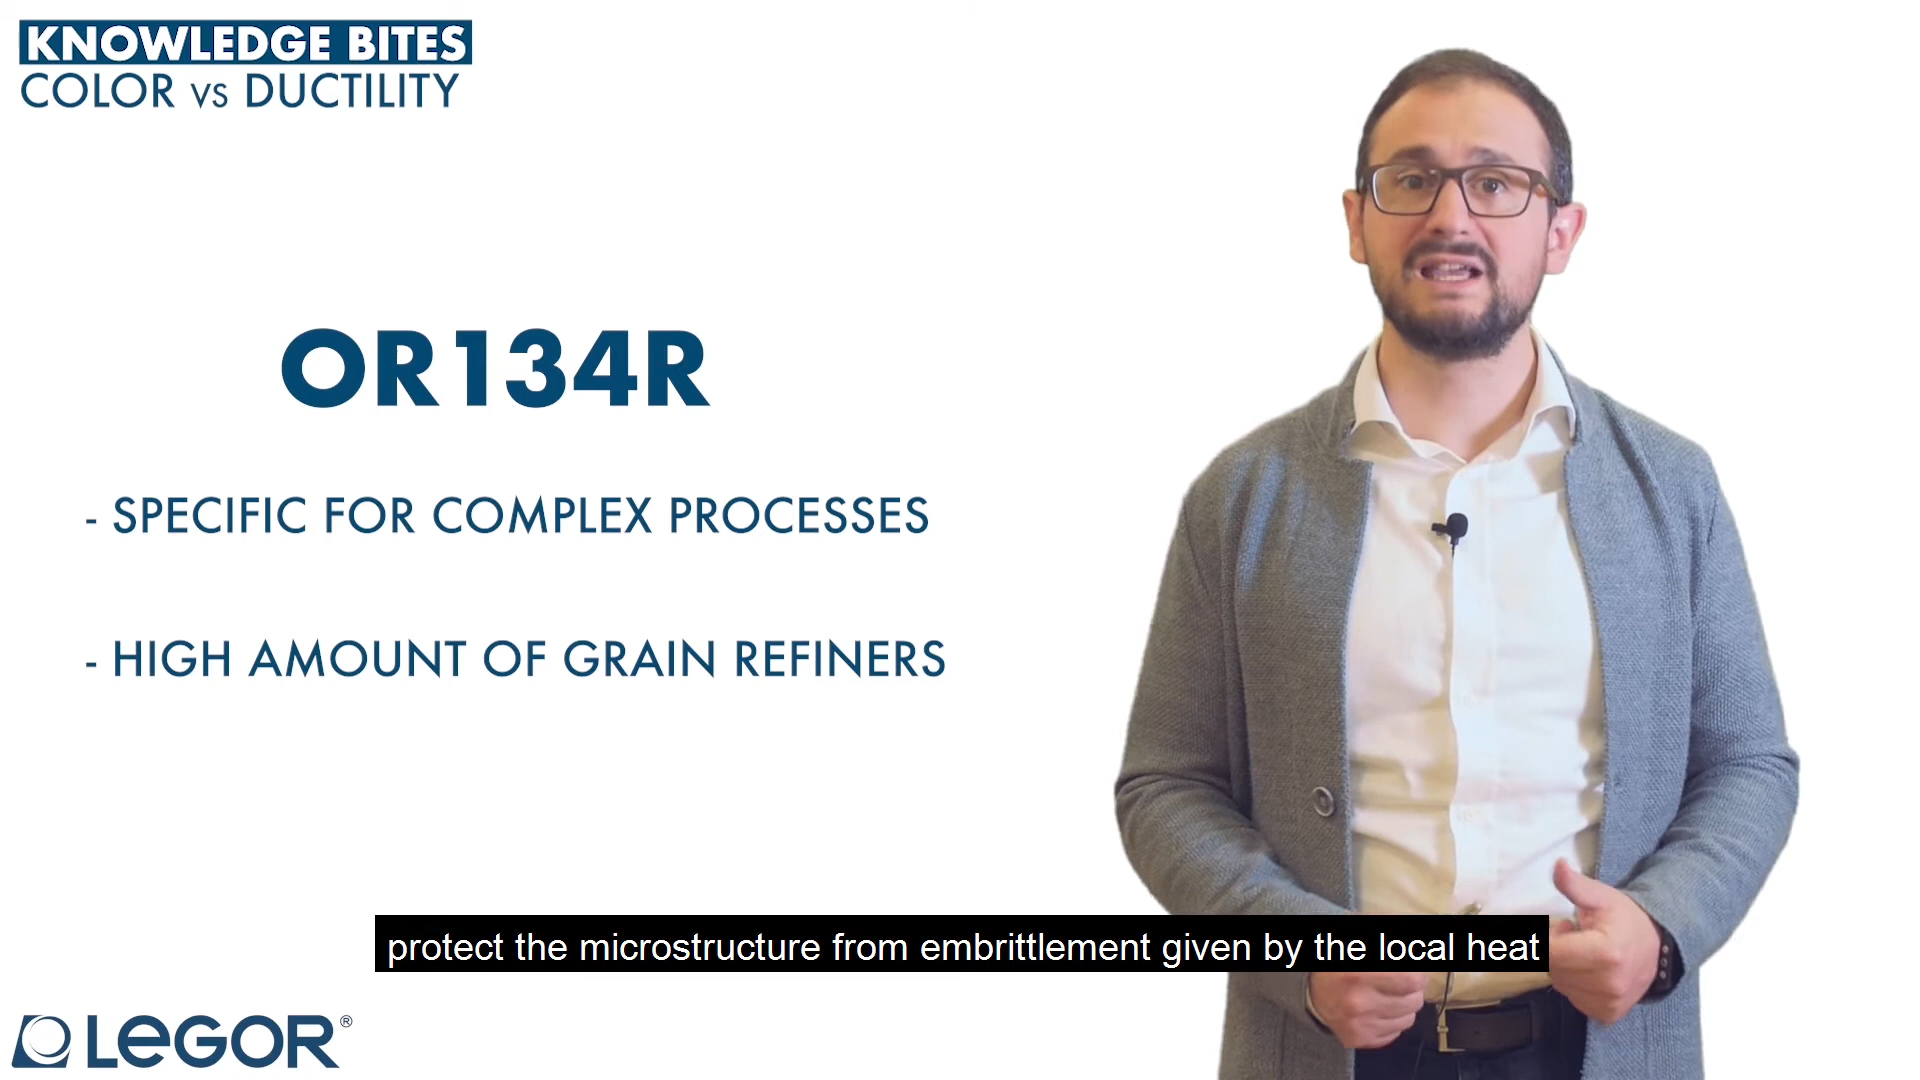 KNOWLEDGE BITES
COLOR vs DUCTILITY
OR134R
- SPECIFIC FOR COMPLEX PROCESSES
- HIGH AMOUNT OF GRAIN REFINERS
protect the microstructure from embrittlement given by the local heat
LEGOR®